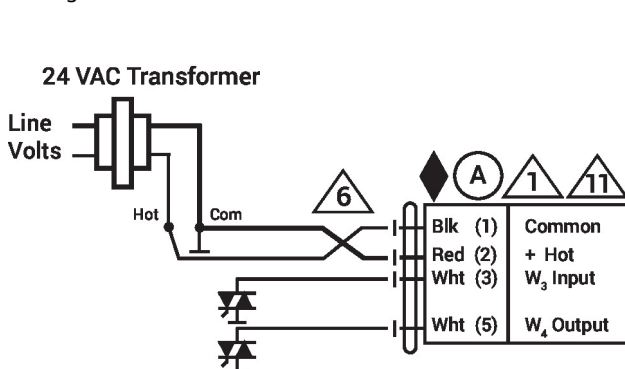 24 VAC Transformer
Line
Volts
Hot
Com
6
A
1
11
Blk (1) Common
Red (2) + Hot
Wht (3) W3 Input
Wht (5) W4 Output